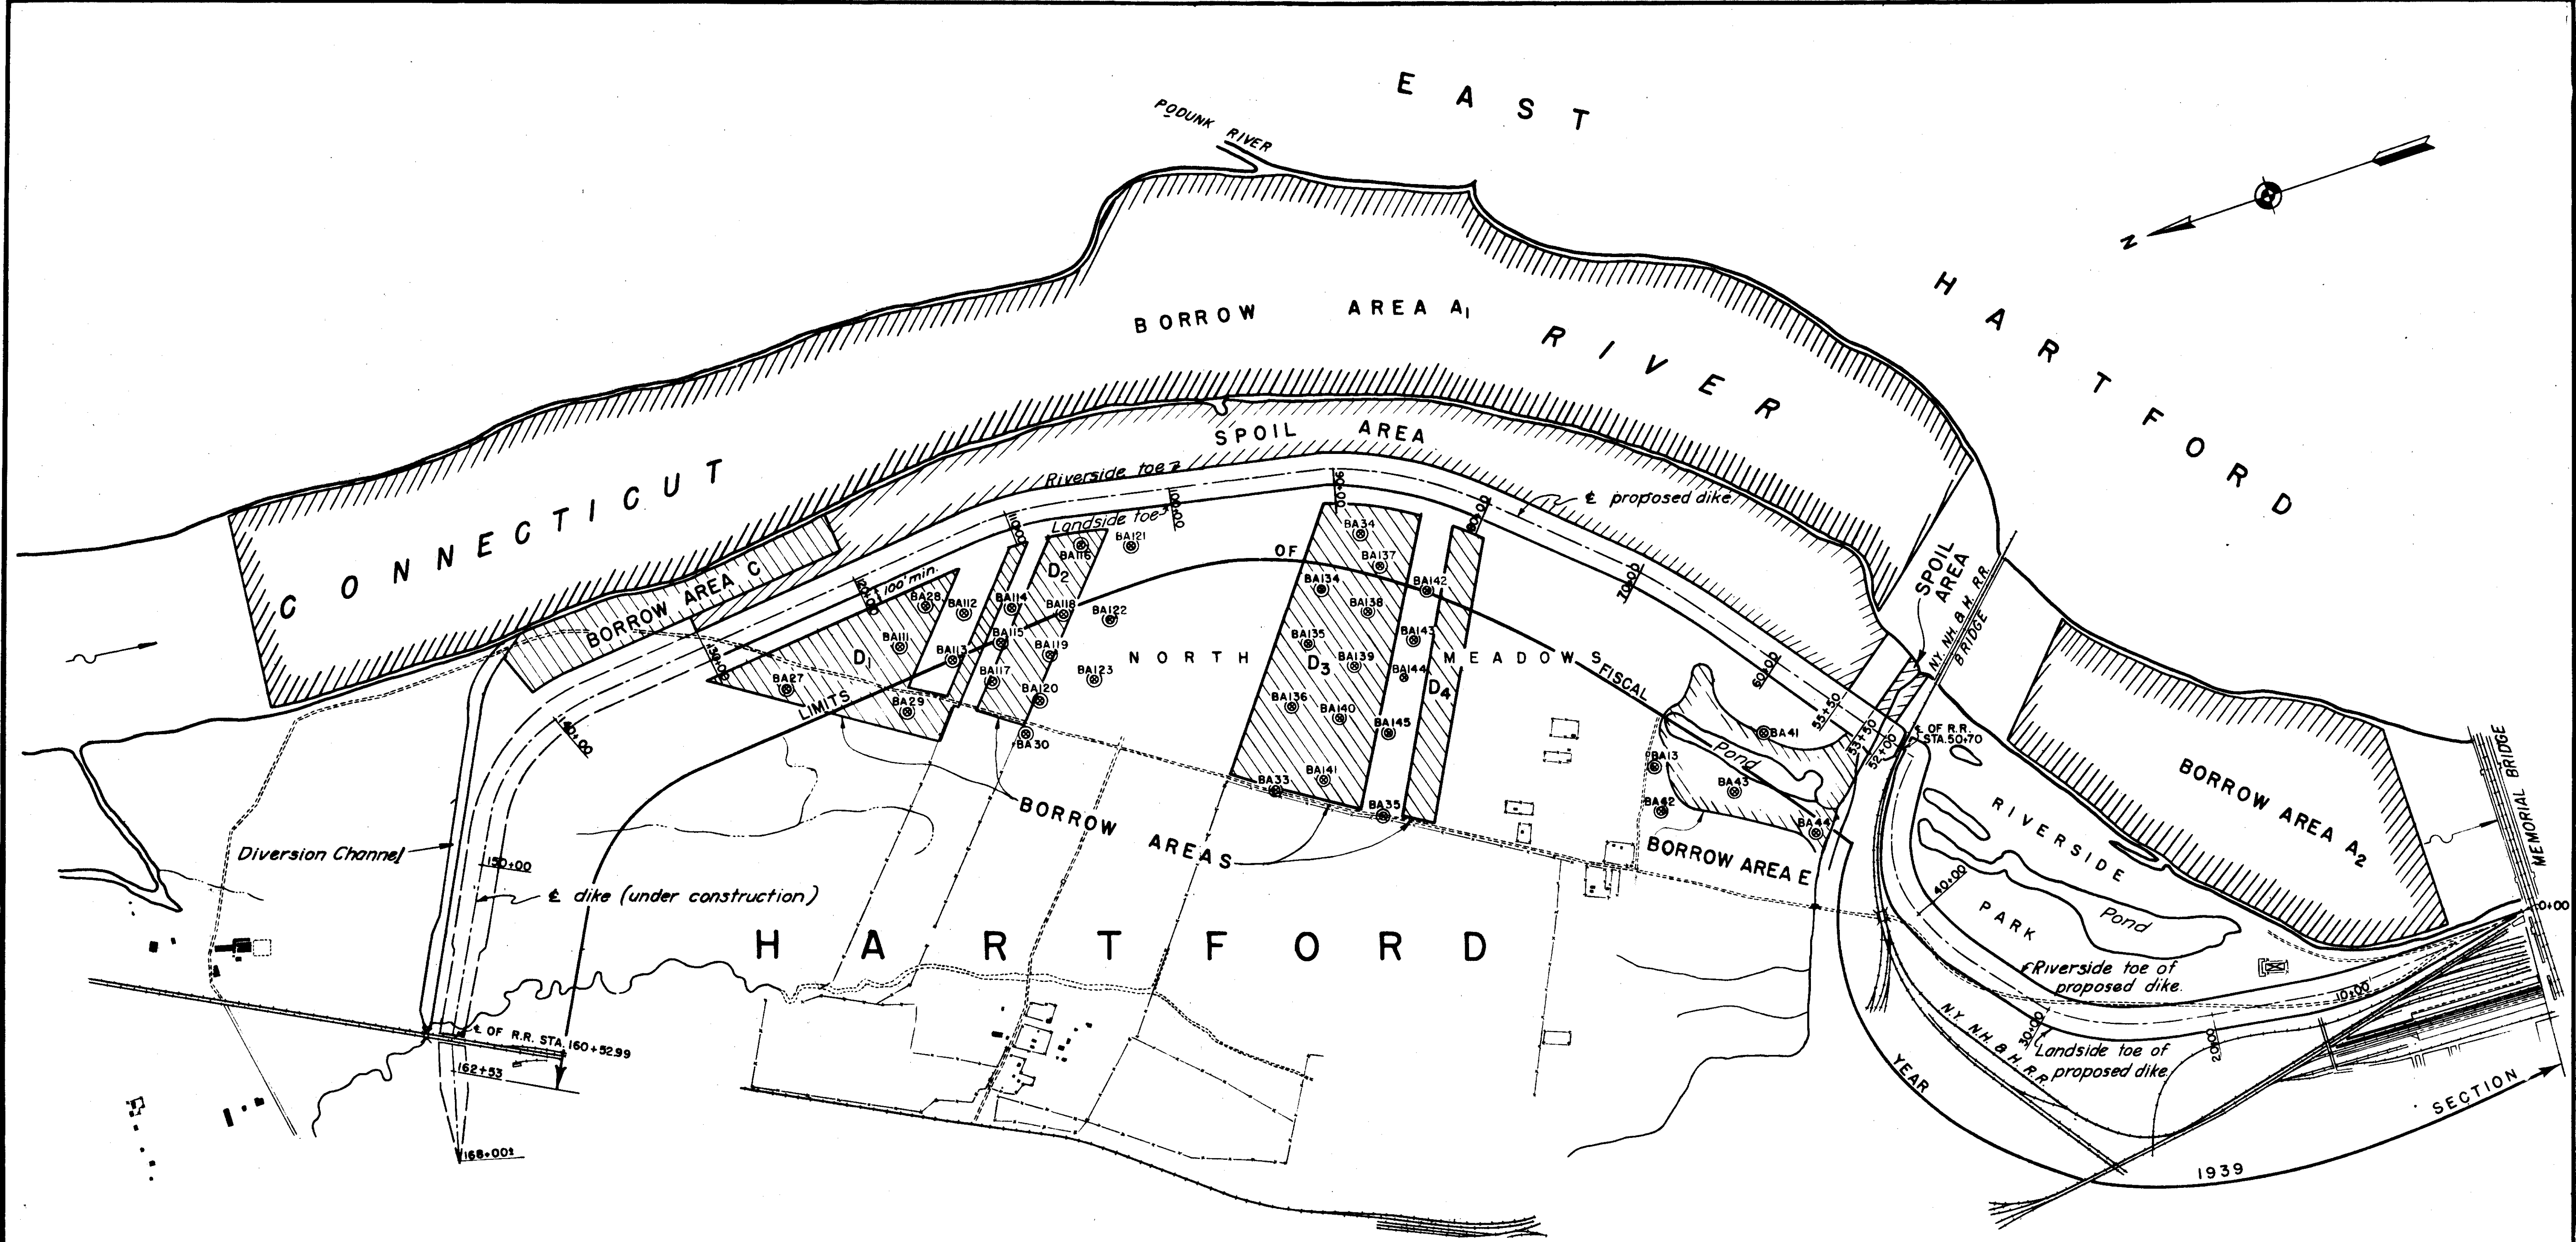 EAST
HARTFORD
PODUNK RIVER
N
BORROW AREA A1
CONNECTICUT RIVER
SPOIL AREA
Riverside toe
Landside toe
℄ proposed dike
BORROW AREA C
100' min.
SPOIL
AREA
N.Y. N.H. & H. R.R.
BRIDGE
MEMORIAL BRIDGE
BORROW AREA A2
0+00
10+00
20+00
30+00
40+00
℄ OF R.R.
STA. 50+70
52+00
53+50
55+50
60+00
70+00
80+00
90+00
100+00
110+00
120+00
130+00
140+00
150+00
℄ OF R.R. STA. 160+52.99
162+53
168+00±
D1
D2
D3
D4
BA27
BA28
BA29
BA30
BA111
BA112
BA113
BA114
BA115
BA116
BA117
BA118
BA119
BA120
BA121
BA122
BA123
BA33
BA34
BA35
BA134
BA135
BA136
BA137
BA138
BA139
BA140
BA141
BA142
BA143
BA144
BA145
BA13
BA41
BA42
BA43
BA44
NORTH MEADOWS
LIMITS OF FISCAL YEAR 1939 SECTION
Pond
BORROW AREAS
BORROW AREA E
RIVERSIDE
PARK
Pond
Diversion Channel
℄ dike (under construction)
HARTFORD
Riverside toe of
proposed dike.
N.Y. N.H. & H. R.R.
Landside toe of
proposed dike.